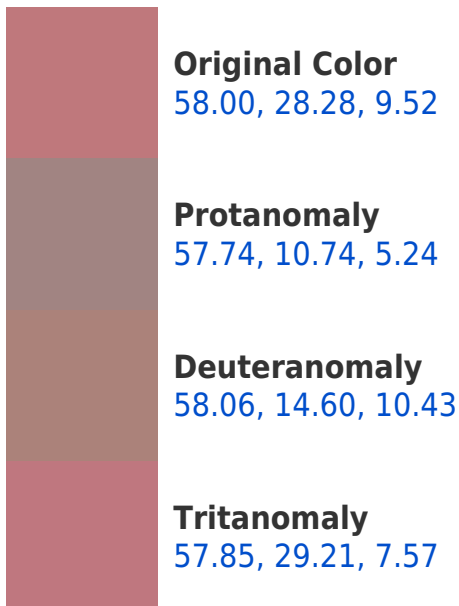 Original Color
58.00, 28.28, 9.52
Protanomaly
57.74, 10.74, 5.24
Deuteranomaly
58.06, 14.60, 10.43
Tritanomaly
57.85, 29.21, 7.57